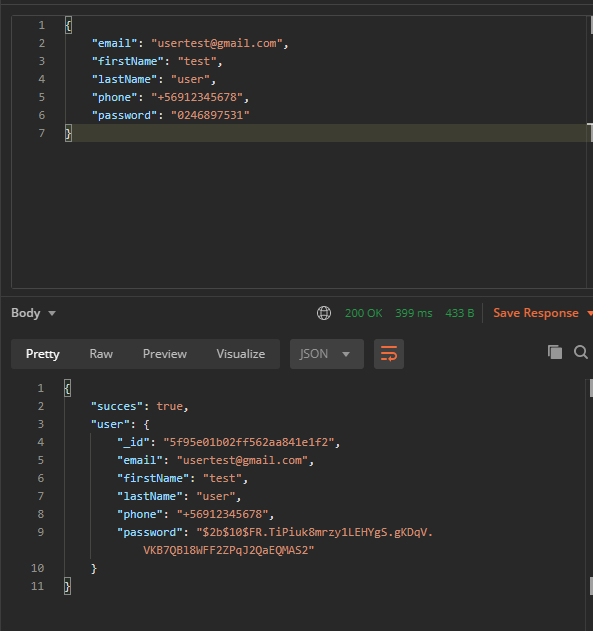 1 {
2 "email": "usertest@gmail.com",
3 "firstName": "test",
4 "lastName": "user",
5 "phone": "+56912345678",
6 "password": "0246897531"
7 }
Body 200 OK 399 ms 433 B Save Response
Pretty Raw Preview Visualize JSON
1 {
2 "succes": true,
3 "user": {
4 "_id": "5f95e01b02ff562aa841e1f2",
5 "email": "usertest@gmail.com",
6 "firstName": "test",
7 "lastName": "user",
8 "phone": "+56912345678",
9 "password": "$2b$10$FR.TiPiuk8mrzy1LEHYgS.gKDqV.
VKB7QBl8WFF2ZPqJ2QaEQMAS2"
10 }
11 }